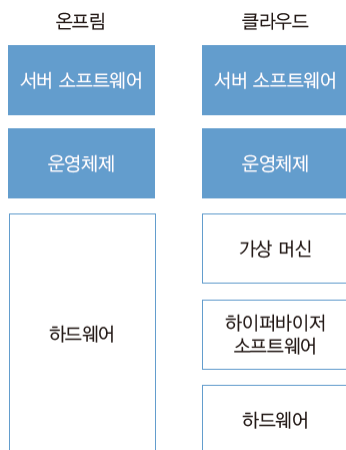 온프림
클라우드
서버 소프트웨어
서버 소프트웨어
운영체제
운영체제
하드웨어
가상 머신
하이퍼바이저
소프트웨어
하드웨어